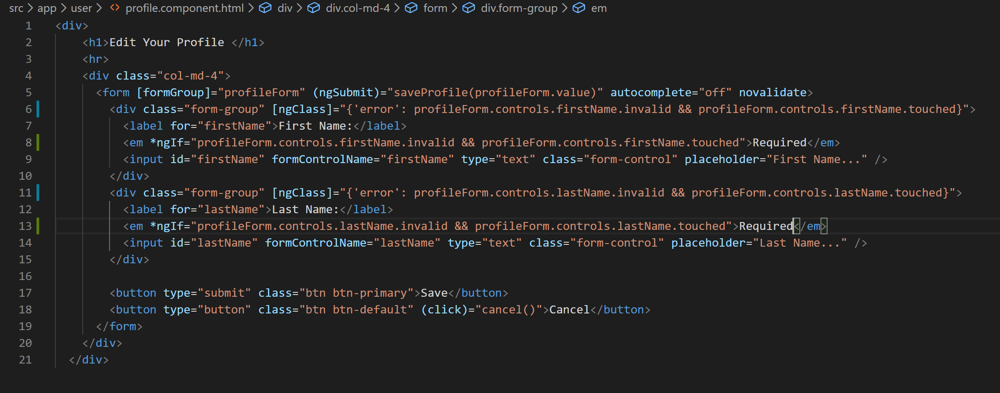 src > app > user > <> profile.component.html > div > div.col-md-4 > form > div.form-group > em
1 <div>
2 <h1>Edit Your Profile </h1>
3 <hr>
4 <div class="col-md-4">
5 <form [formGroup]="profileForm" (ngSubmit)="saveProfile(profileForm.value)" autocomplete="off" novalidate>
6 <div class="form-group" [ngClass]="{'error': profileForm.controls.firstName.invalid && profileForm.controls.firstName.touched}">
7 <label for="firstName">First Name:</label>
8 <em *ngIf="profileForm.controls.firstName.invalid && profileForm.controls.firstName.touched">Required</em>
9 <input id="firstName" formControlName="firstName" type="text" class="form-control" placeholder="First Name..." />
10 </div>
11 <div class="form-group" [ngClass]="{'error': profileForm.controls.lastName.invalid && profileForm.controls.lastName.touched}">
12 <label for="lastName">Last Name:</label>
13 <em *ngIf="profileForm.controls.lastName.invalid && profileForm.controls.lastName.touched">Required</em>
14 <input id="lastName" formControlName="lastName" type="text" class="form-control" placeholder="Last Name..." />
15 </div>
16
17 <button type="submit" class="btn btn-primary">Save</button>
18 <button type="button" class="btn btn-default" (click)="cancel()">Cancel</button>
19 </form>
20 </div>
21 </div>